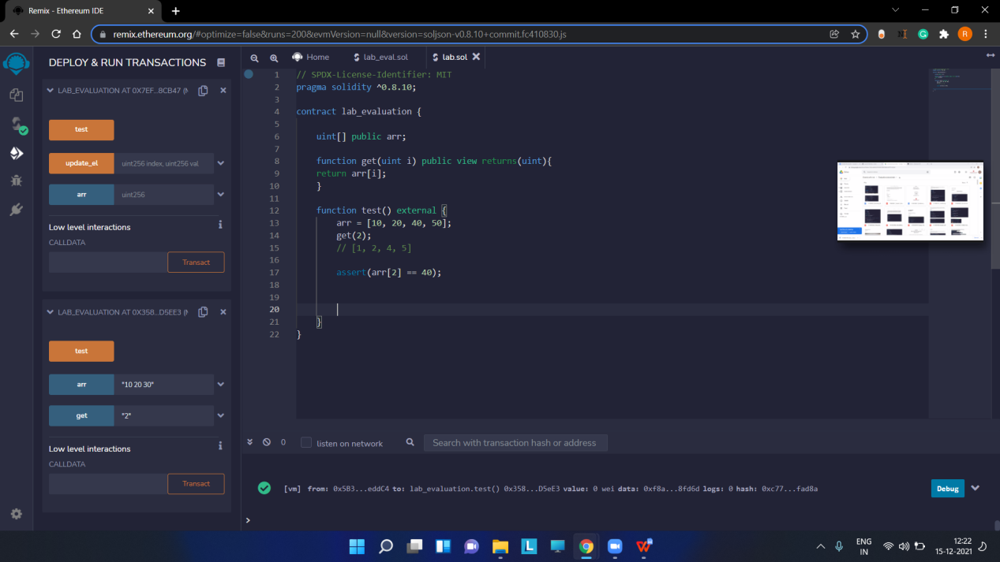 Remix - Ethereum IDE
remix.ethereum.org/#optimize=false&runs=200&evmVersion=null&version=soljson-v0.8.10+commit.fc410830.js
R
DEPLOY & RUN TRANSACTIONS
LAB_EVALUATION AT 0X7EF...8CB47 (
test
update_el
uint256 index, uint256 val
arr
uint256
Low level interactions
CALLDATA
Transact
LAB_EVALUATION AT 0X358...D5EE3 (
test
arr
"10 20 30"
get
"2"
Low level interactions
CALLDATA
Transact
Home
lab_eval.sol
lab.sol
1 // SPDX-License-Identifier: MIT
2 pragma solidity ^0.8.10;
3
4 contract lab_evaluation {
5
6 uint[] public arr;
7
8 function get(uint i) public view returns(uint){
9 return arr[i];
10 }
11
12 function test() external {
13 arr = [10, 20, 40, 50];
14 get(2);
15 // [1, 2, 4, 5]
16
17 assert(arr[2] == 40);
18
19
20
21 }
22 }
0
listen on network
Search with transaction hash or address
[vm] from: 0x5B3...eddC4 to: lab_evaluation.test() 0x358...D5eE3 value: 0 wei data: 0xf8a...8fd6d logs: 0 hash: 0xc77...fad8a
Debug
>
L
ENG
IN
12:22
15-12-2021